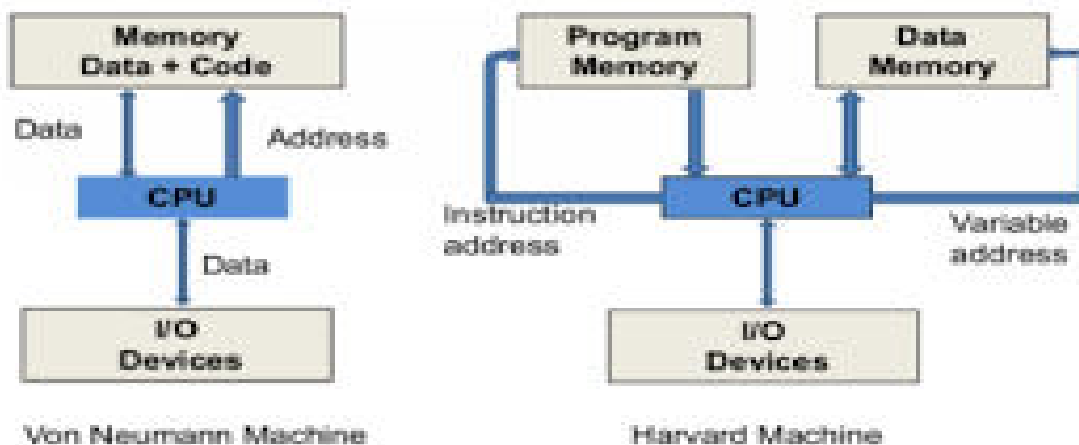 Memory
Data + Code
Data
Address
CPU
Data
I/O
Devices
Von Neumann Machine
Program
Memory
Data
Memory
CPU
Instruction
address
Variable
address
I/O
Devices
Harvard Machine